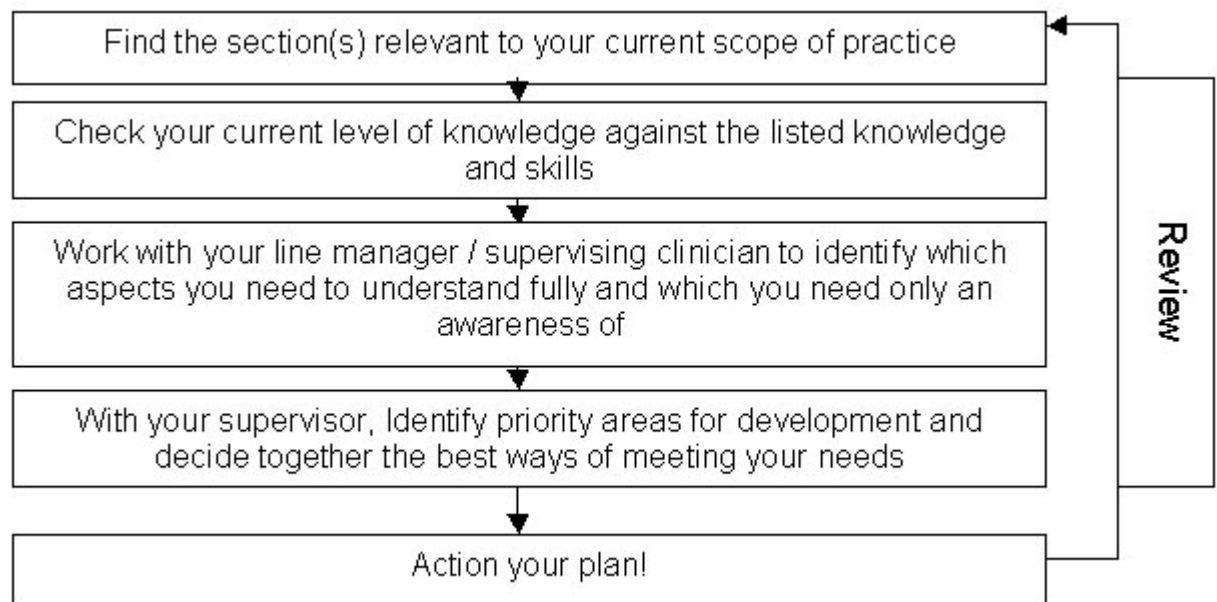 Find the section(s) relevant to your current scope of practice
Check your current level of knowledge against the listed knowledge
and skills
Work with your line manager / supervising clinician to identify which
aspects you need to understand fully and which you need only an
awareness of
With your supervisor, Identify priority areas for development and
decide together the best ways of meeting your needs
Action your plan!
Review